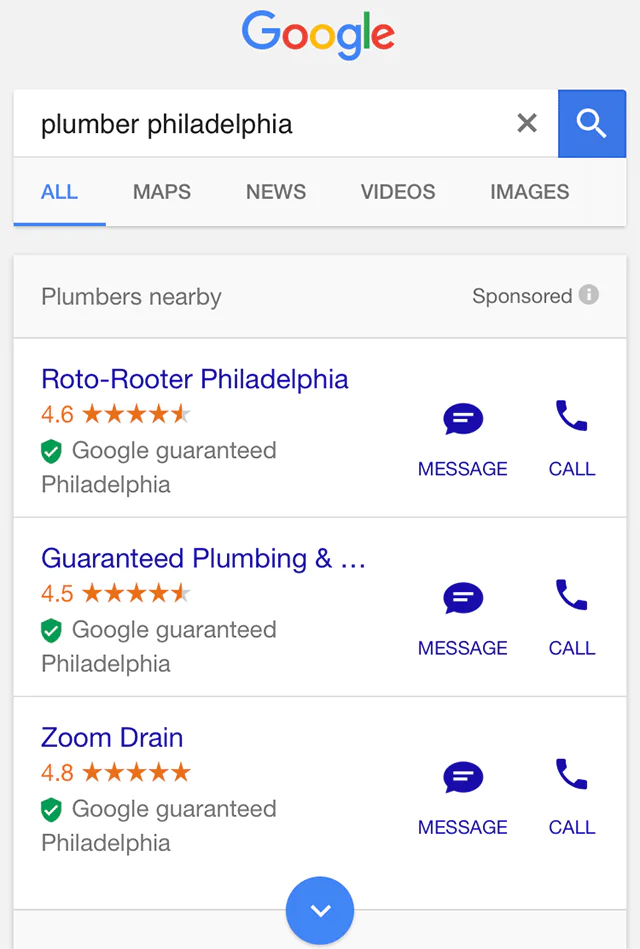 Google
plumber philadelphia
ALL MAPS NEWS VIDEOS IMAGES
Plumbers nearby Sponsored
Roto-Rooter Philadelphia
4.6
Google guaranteed
Philadelphia
MESSAGE CALL
Guaranteed Plumbing & …
4.5
Google guaranteed
Philadelphia
MESSAGE CALL
Zoom Drain
4.8
Google guaranteed
Philadelphia
MESSAGE CALL